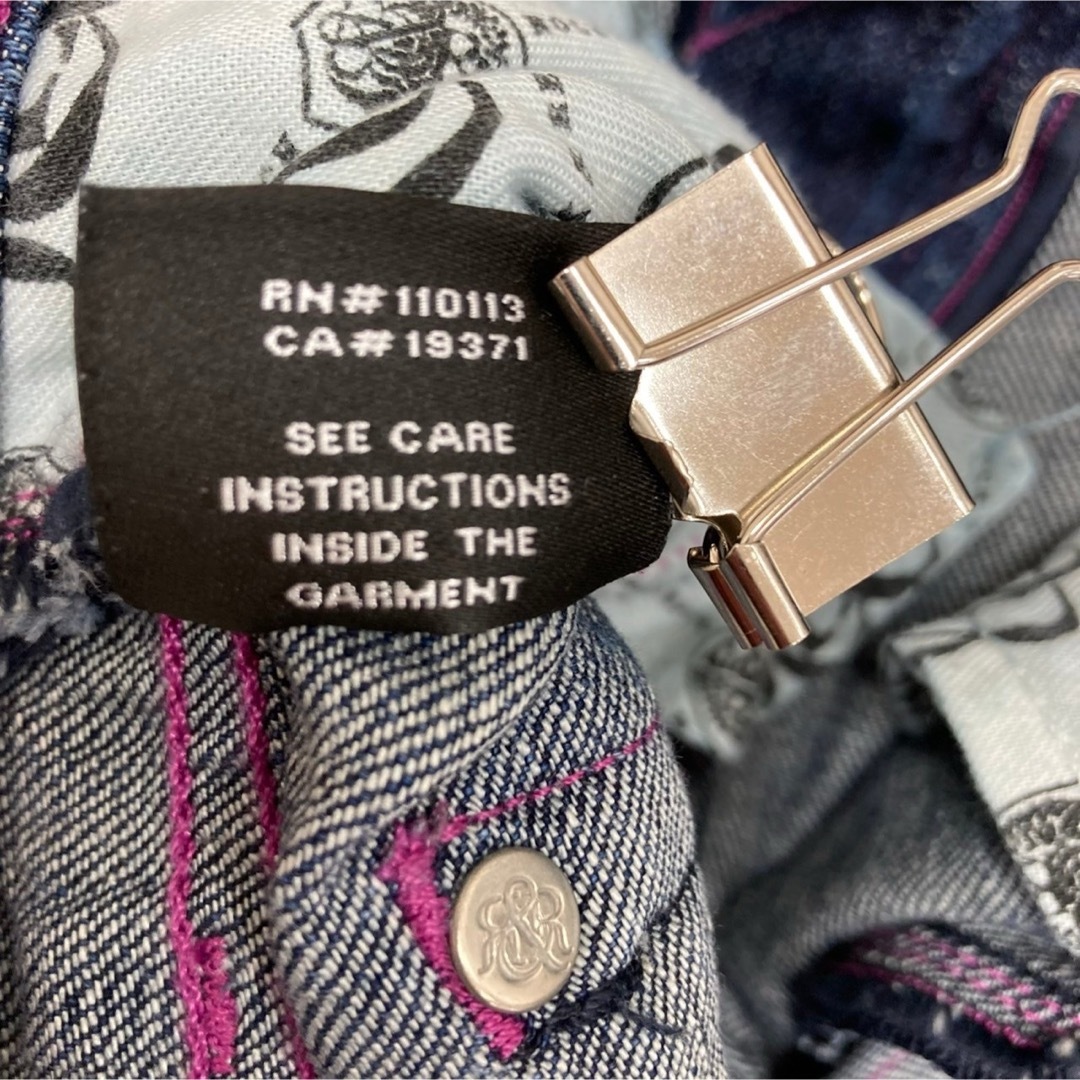 RN#110113
CA#19371
SEE CARE
INSTRUCTIONS
INSIDE THE
GARMENT
R&R